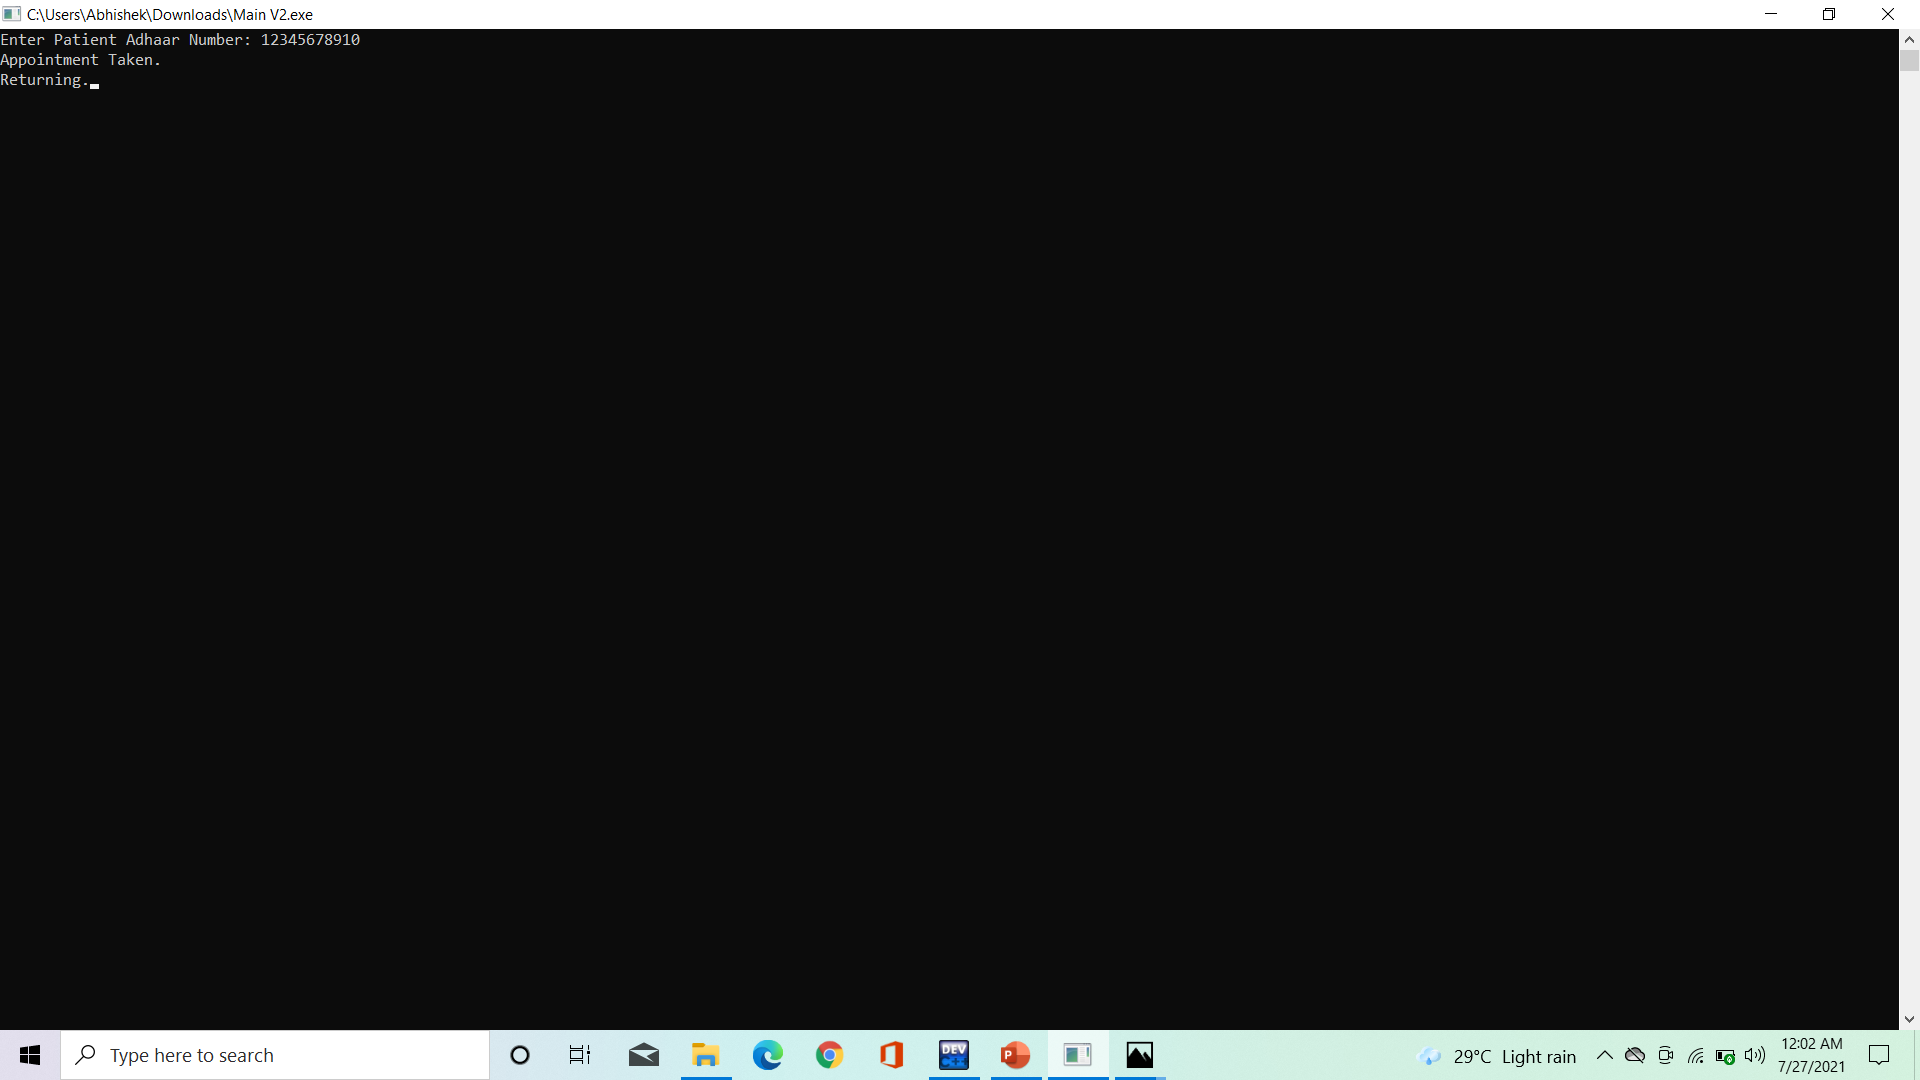 C:\Users\Abhishek\Downloads\Main V2.exe
Enter Patient Adhaar Number: 12345678910
Appointment Taken.
Returning.
Type here to search
DEV
C++
P
29°C Light rain
12:02 AM
7/27/2021